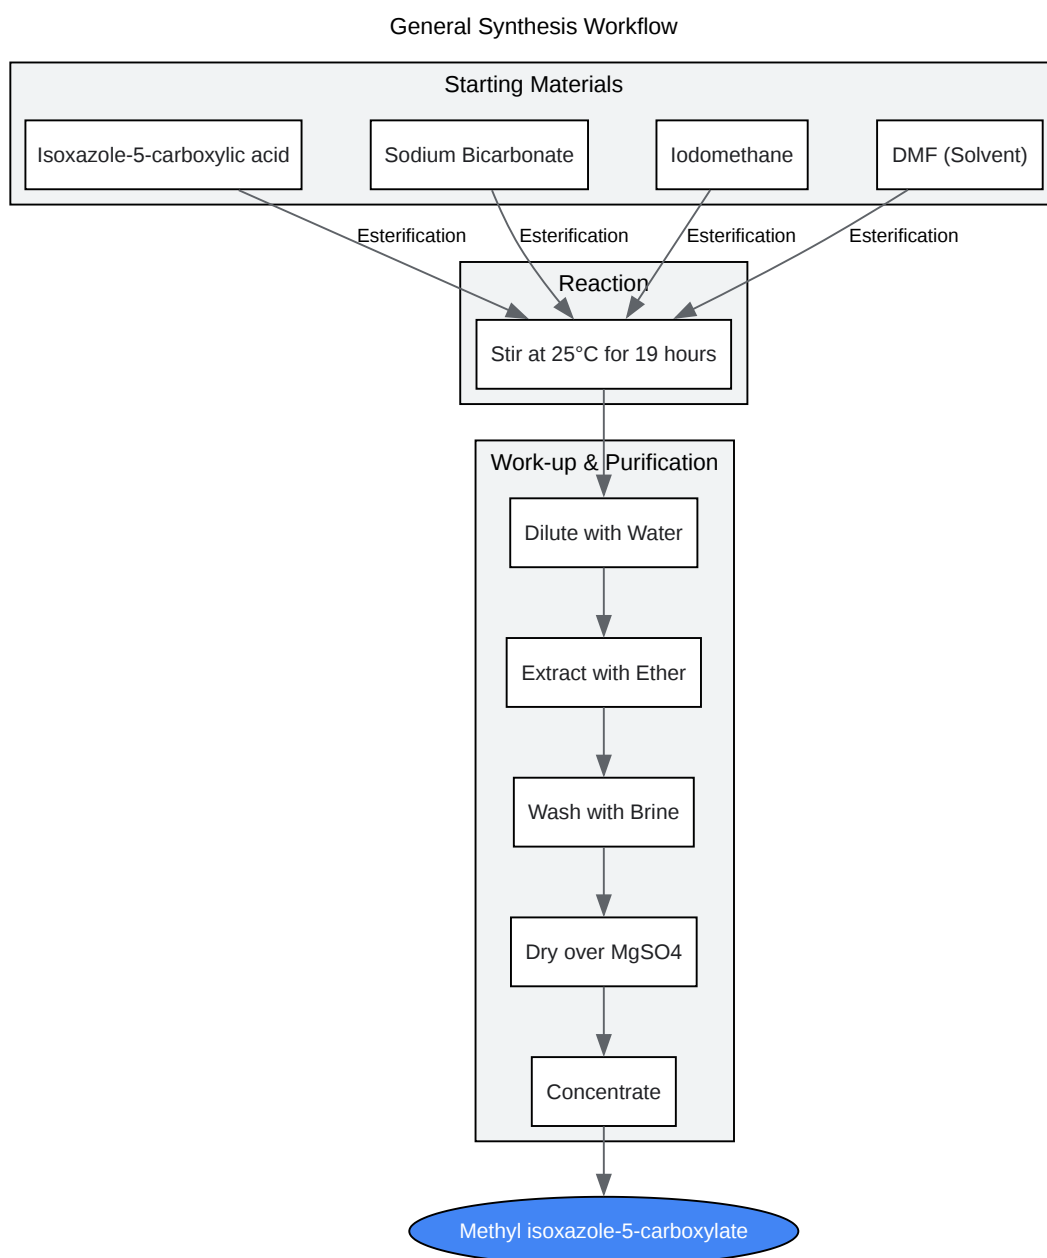 General Synthesis Workflow
Starting Materials
Isoxazole-5-carboxylic acid
Sodium Bicarbonate
Iodomethane
DMF (Solvent)
Esterification
Esterification
Esterification
Esterification
Reaction
Stir at 25°C for 19 hours
Work-up & Purification
Dilute with Water
Extract with Ether
Wash with Brine
Dry over MgSO4
Concentrate
Methyl isoxazole-5-carboxylate